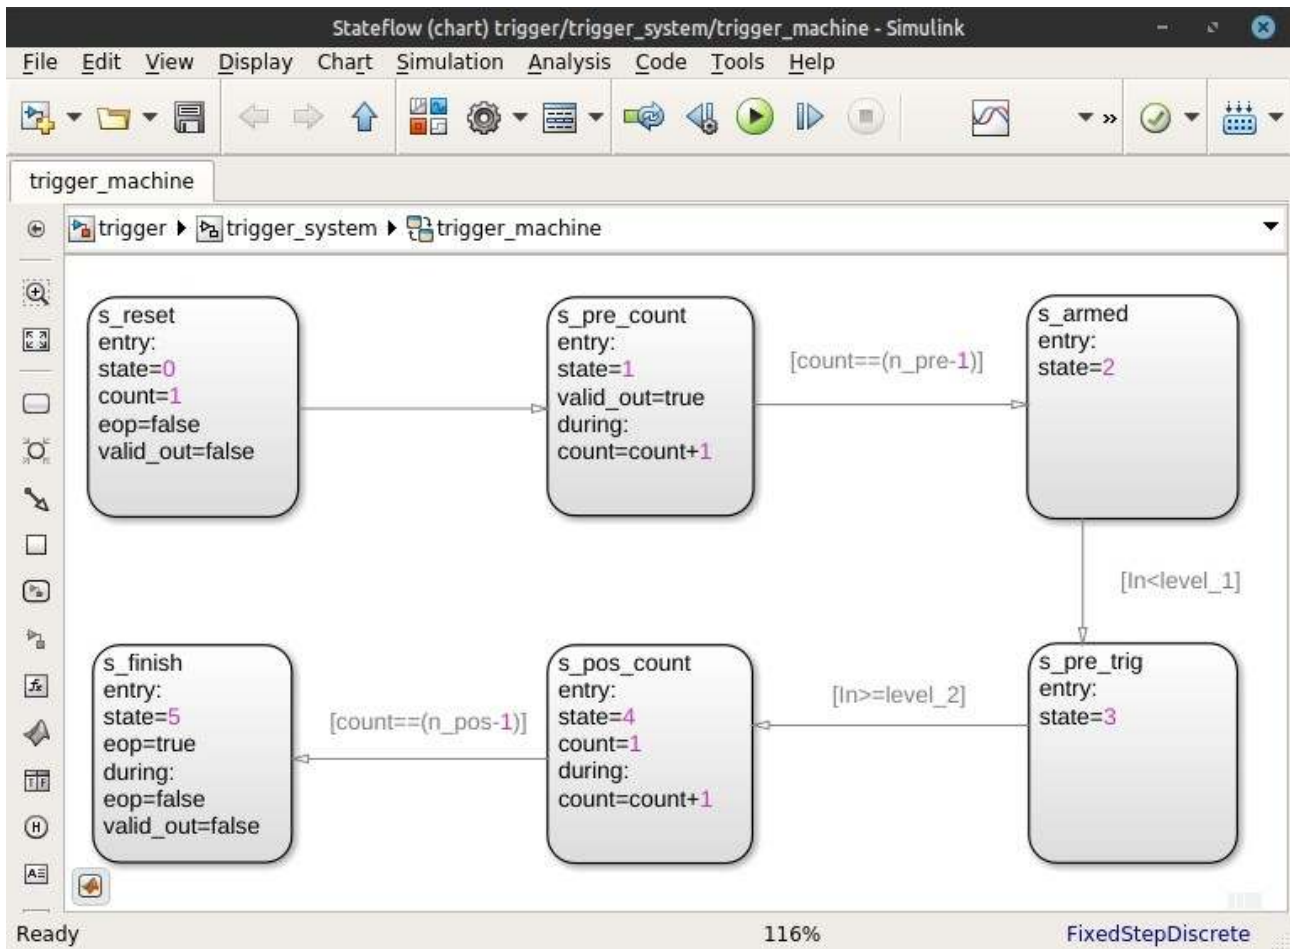 Stateflow (chart) trigger/trigger_system/trigger_machine - Simulink
File Edit View Display Chart Simulation Analysis Code Tools Help
trigger_machine
trigger trigger_system trigger_machine
s_reset
entry:
state=0
count=1
eop=false
valid_out=false
s_pre_count
entry:
state=1
valid_out=true
during:
count=count+1
[count==(n_pre-1)]
s_armed
entry:
state=2
[In<level_1]
s_finish
entry:
state=5
eop=true
during:
eop=false
valid_out=false
[count==(n_pos-1)]
s_pos_count
entry:
state=4
count=1
during:
count=count+1
[In>=level_2]
s_pre_trig
entry:
state=3
Ready 116% FixedStepDiscrete